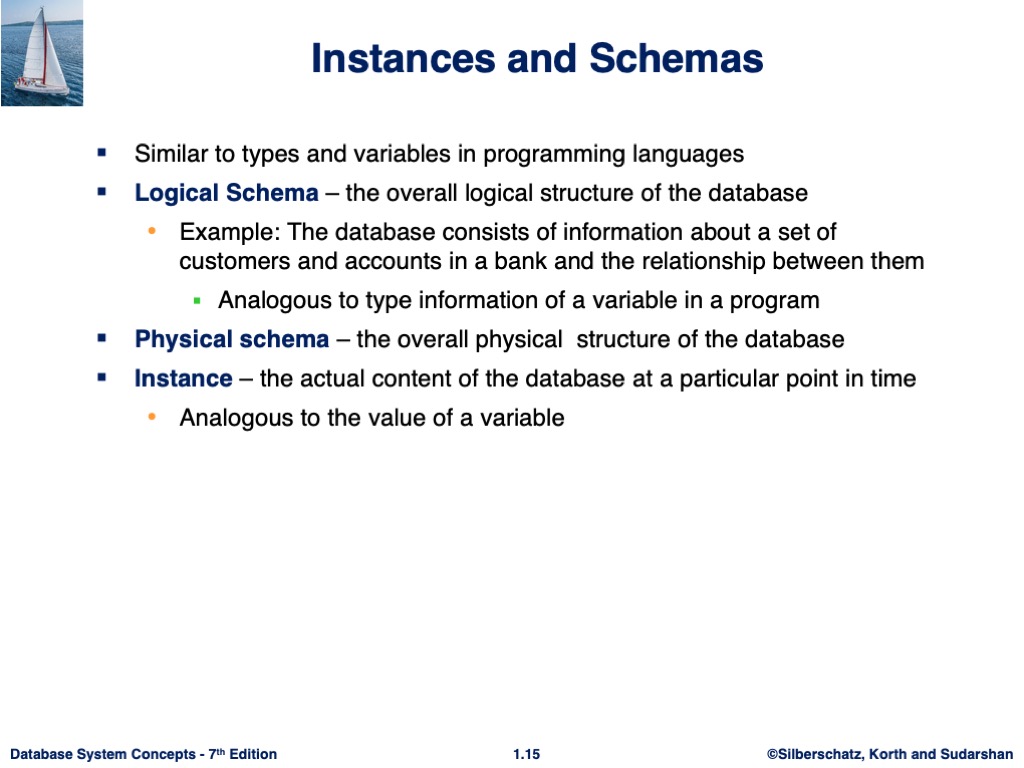 Instances and Schemas
▪ Similar to types and variables in programming languages
▪ Logical Schema – the overall logical structure of the database
• Example: The database consists of information about a set of
customers and accounts in a bank and the relationship between them
▪ Analogous to type information of a variable in a program
▪ Physical schema – the overall physical  structure of the database
▪ Instance – the actual content of the database at a particular point in time
• Analogous to the value of a variable
Database System Concepts - 7th Edition
1.15
©Silberschatz, Korth and Sudarshan